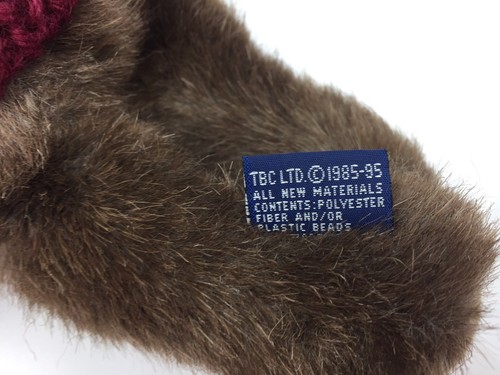 TBC LTD.©1985-95
ALL NEW MATERIALS
CONTENTS:POLYESTER
FIBER AND/OR
PLASTIC BEADS